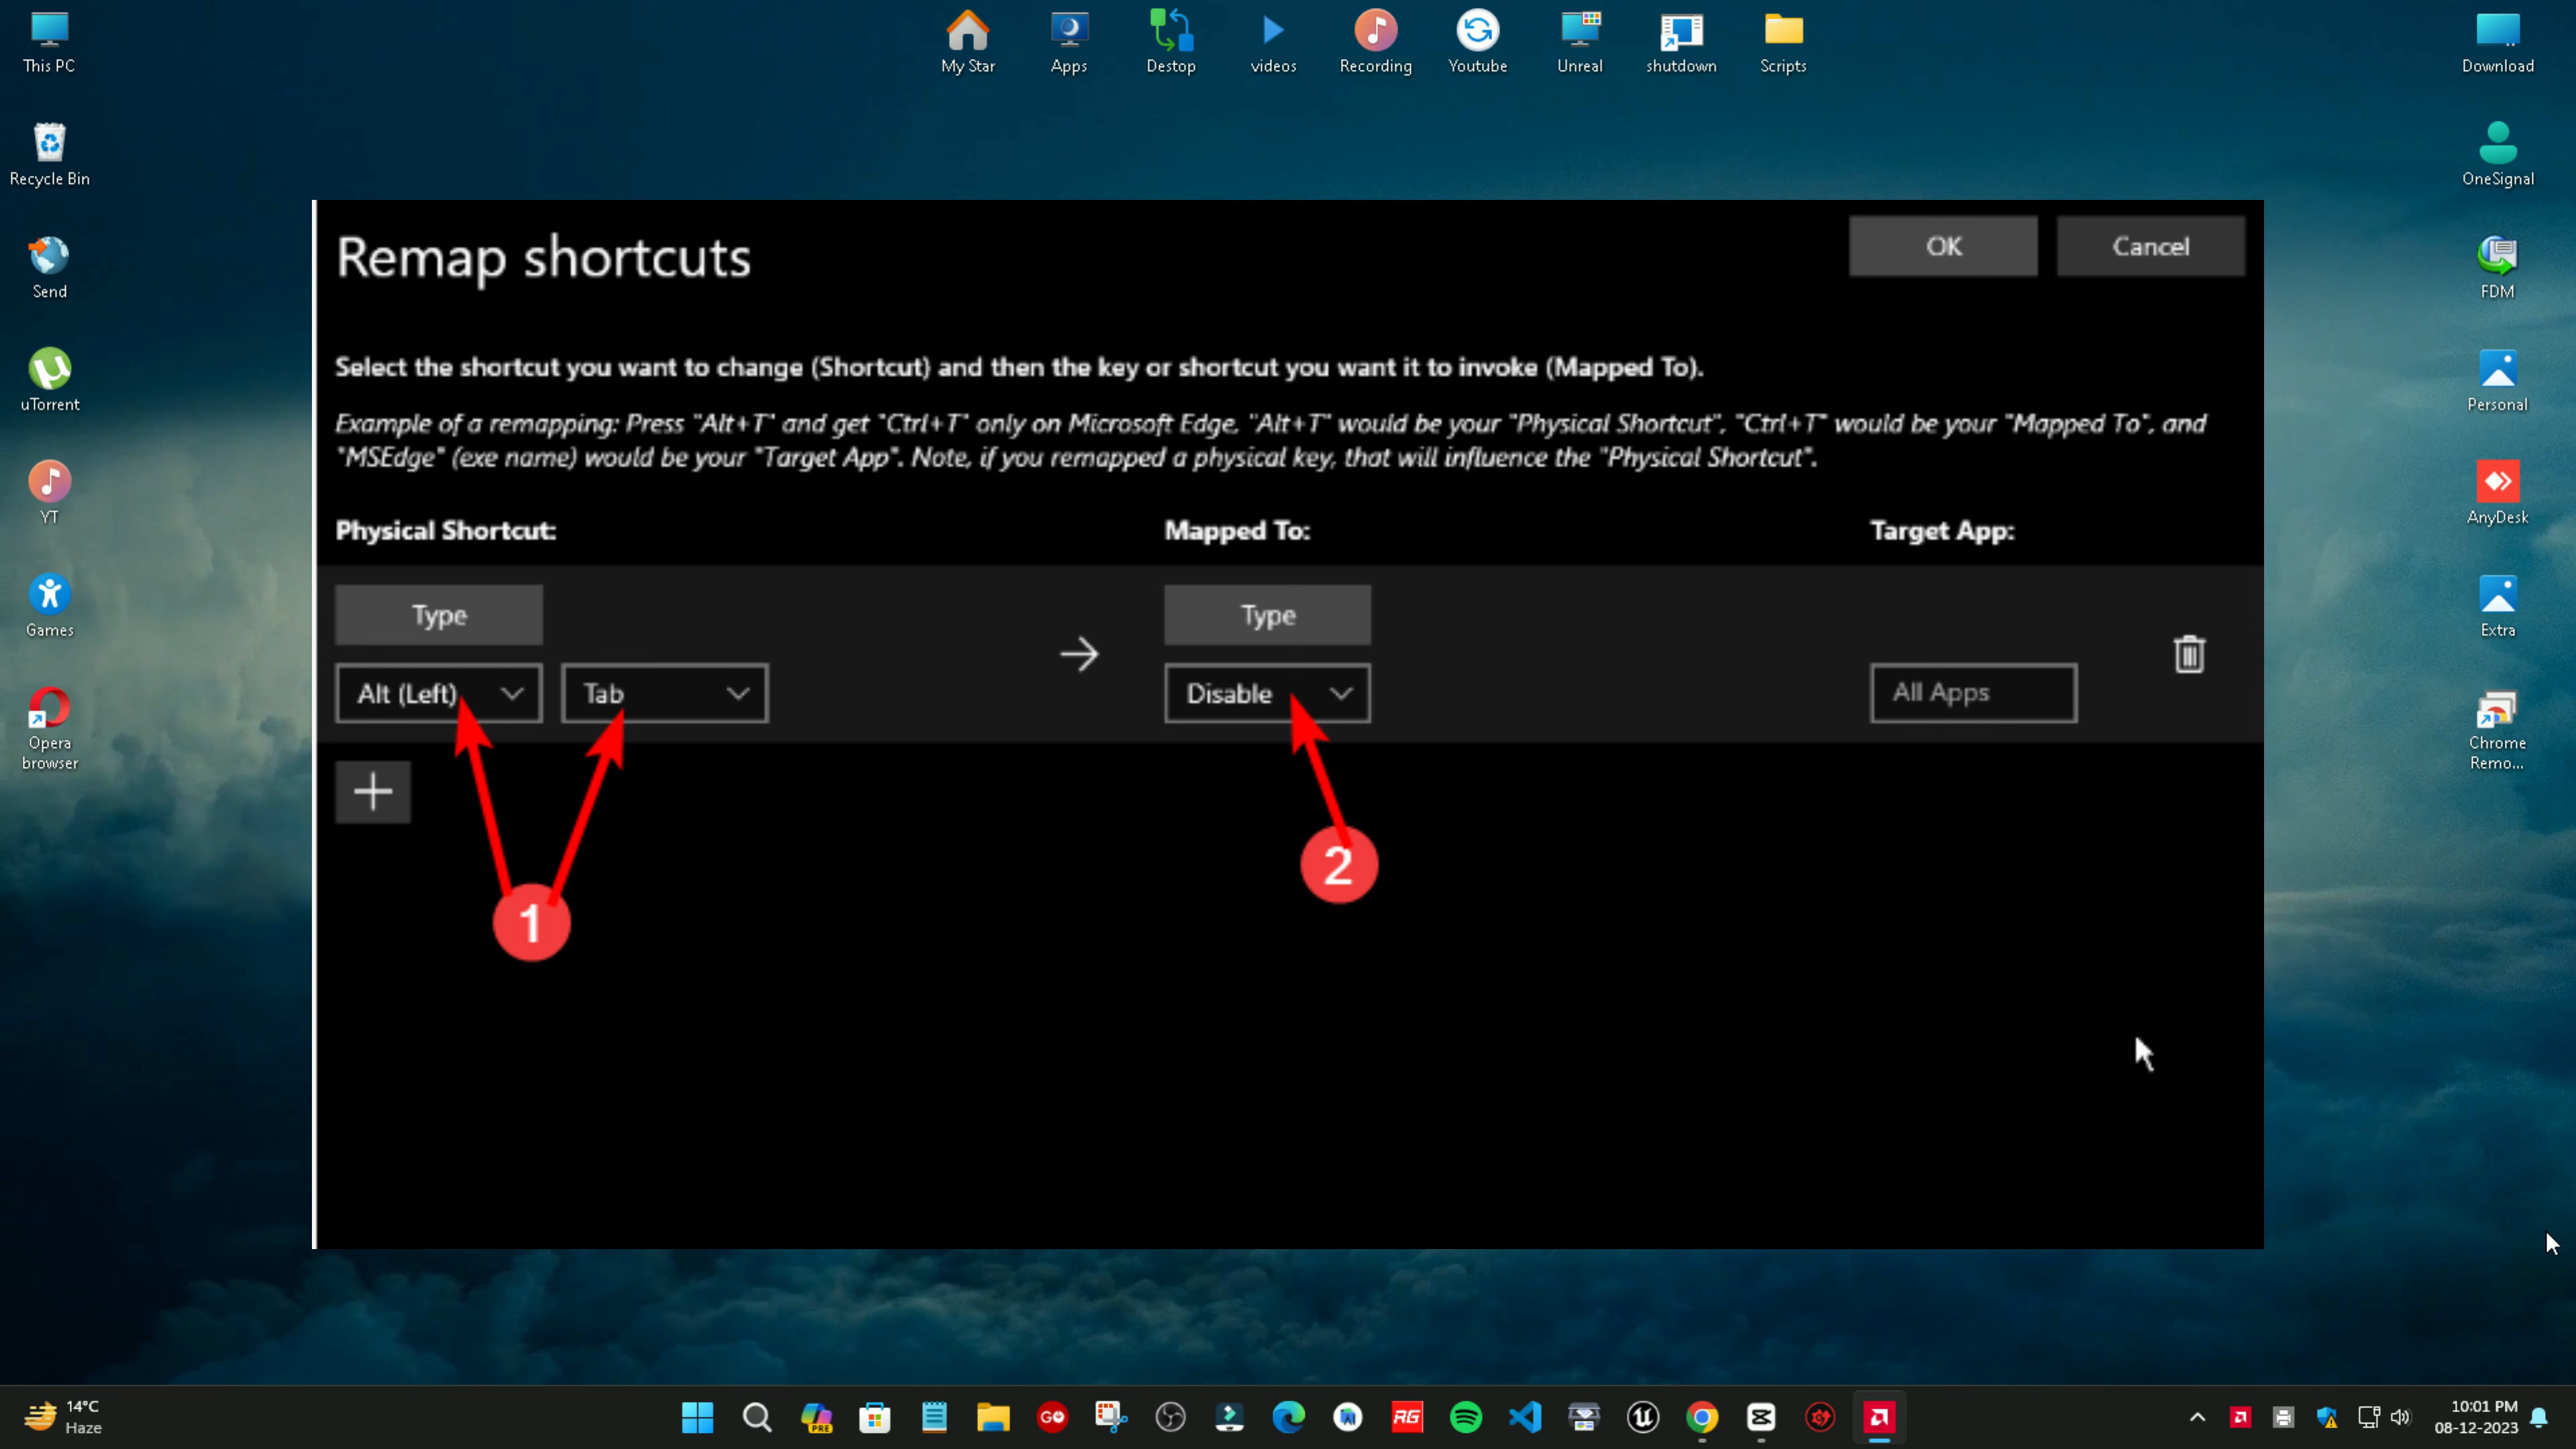 This PC
My Star
Apps
Destop
videos
Recording
Youtube
Unreal
shutdown
Scripts
Download
Recycle Bin
OneSignal
Send
FDM
uTorrent
Personal
YT
AnyDesk
Games
Extra
Opera
browser
Chrome
Remo...
Remap shortcuts
OK
Cancel
Select the shortcut you want to change (Shortcut) and then the key or shortcut you want it to invoke (Mapped To).
Example of a remapping: Press "Alt+T" and get "Ctrl+T" only on Microsoft Edge, "Alt+T" would be your "Physical Shortcut", "Ctrl+T" would be your "Mapped To", and
"MSEdge" (exe name) would be your "Target App". Note, if you remapped a physical key, that will influence the "Physical Shortcut".
Physical Shortcut:
Mapped To:
Target App:
Type
Type
Alt (Left)
Tab
Disable
All Apps
1
2
14°C
Haze
PRE
GO
RG
10:01 PM
08-12-2023